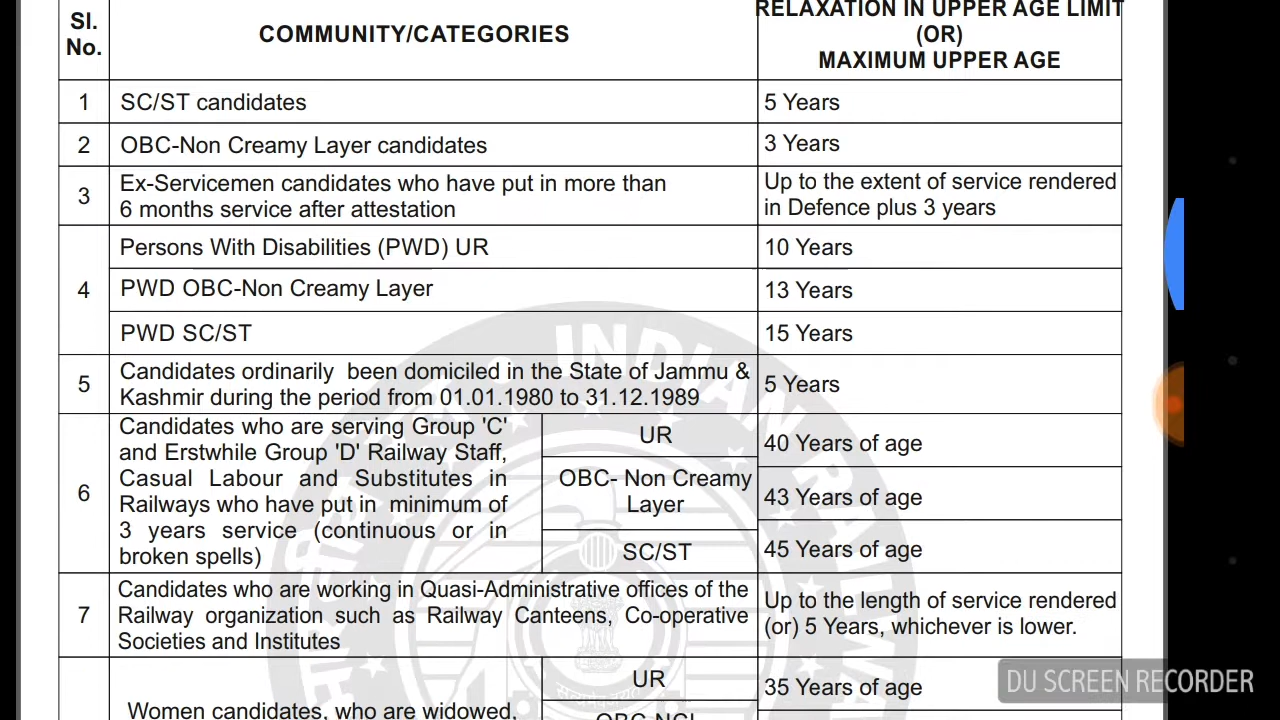 Sl.
No.
COMMUNITY/CATEGORIES
RELAXATION IN UPPER AGE LIMIT
(OR)
MAXIMUM UPPER AGE
1
SC/ST candidates
5 Years
2
OBC-Non Creamy Layer candidates
3 Years
3
Ex-Servicemen candidates who have put in more than
6 months service after attestation
Up to the extent of service rendered
in Defence plus 3 years
4
Persons With Disabilities (PWD) UR
10 Years
PWD OBC-Non Creamy Layer
13 Years
PWD SC/ST
15 Years
5
Candidates ordinarily been domiciled in the State of Jammu &
Kashmir during the period from 01.01.1980 to 31.12.1989
5 Years
6
Candidates who are serving Group 'C'
and Erstwhile Group 'D' Railway Staff,
Casual Labour and Substitutes in
Railways who have put in minimum of
3 years service (continuous or in
broken spells)
UR
40 Years of age
OBC- Non Creamy
Layer
43 Years of age
SC/ST
45 Years of age
7
Candidates who are working in Quasi-Administrative offices of the
Railway organization such as Railway Canteens, Co-operative
Societies and Institutes
Up to the length of service rendered
(or) 5 Years, whichever is lower.
Women candidates, who are widowed,
UR
35 Years of age
OBC-NCL
INDIAN RAILWA
DU SCREEN RECORDER